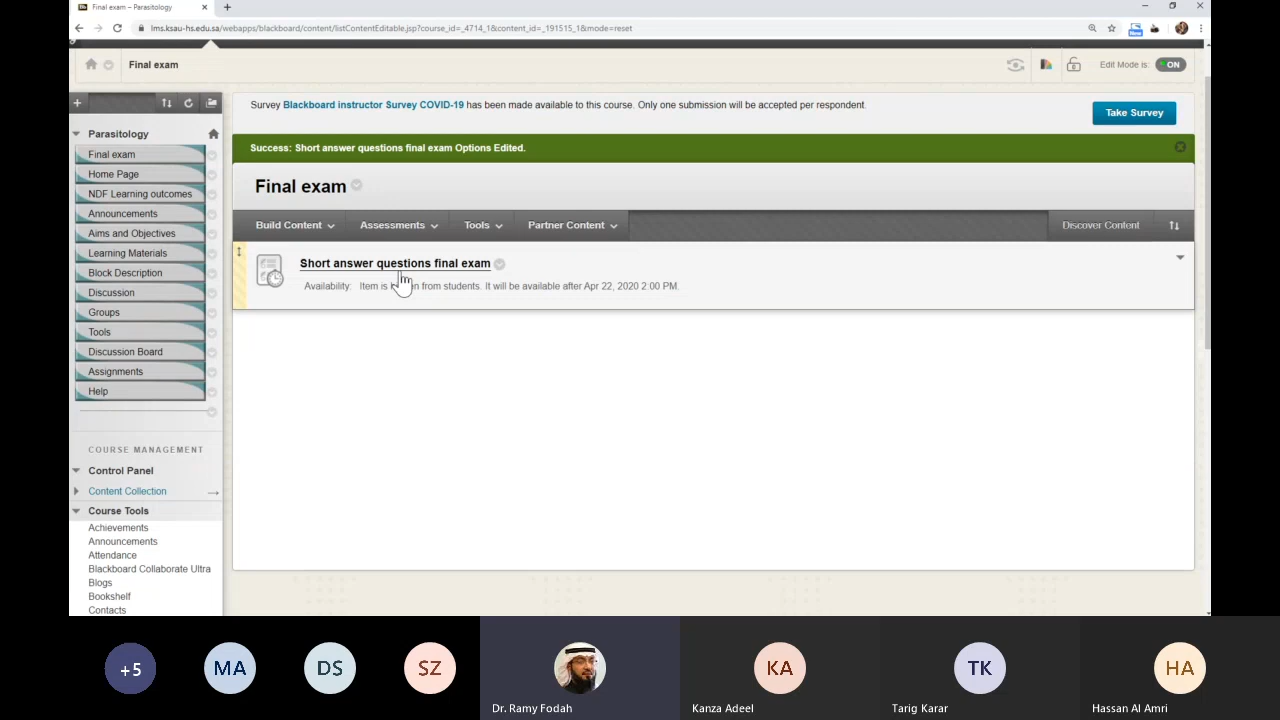 Final exam – Parasitology
lms.ksau-hs.edu.sa/webapps/blackboard/content/listContentEditable.jsp?course_id=_4714_1&content_id=_191515_1&mode=reset
Final exam
Edit Mode is: ON
Survey Blackboard instructor Survey COVID-19 has been made available to this course. Only one submission will be accepted per respondent.
Take Survey
Success: Short answer questions final exam Options Edited.
Final exam
Build Content
Assessments
Tools
Partner Content
Discover Content
Short answer questions final exam
Availability: Item is from students. It will be available after Apr 22, 2020 2:00 PM.
Parasitology
Final exam
Home Page
NDF Learning outcomes
Announcements
Aims and Objectives
Learning Materials
Block Description
Discussion
Groups
Tools
Discussion Board
Assignments
Help
COURSE MANAGEMENT
Control Panel
Content Collection
Course Tools
Achievements
Announcements
Attendance
Blackboard Collaborate Ultra
Blogs
Bookshelf
Contacts
+5
MA
DS
SZ
Dr. Ramy Fodah
KA
Kanza Adeel
TK
Tarig Karar
HA
Hassan Al Amri